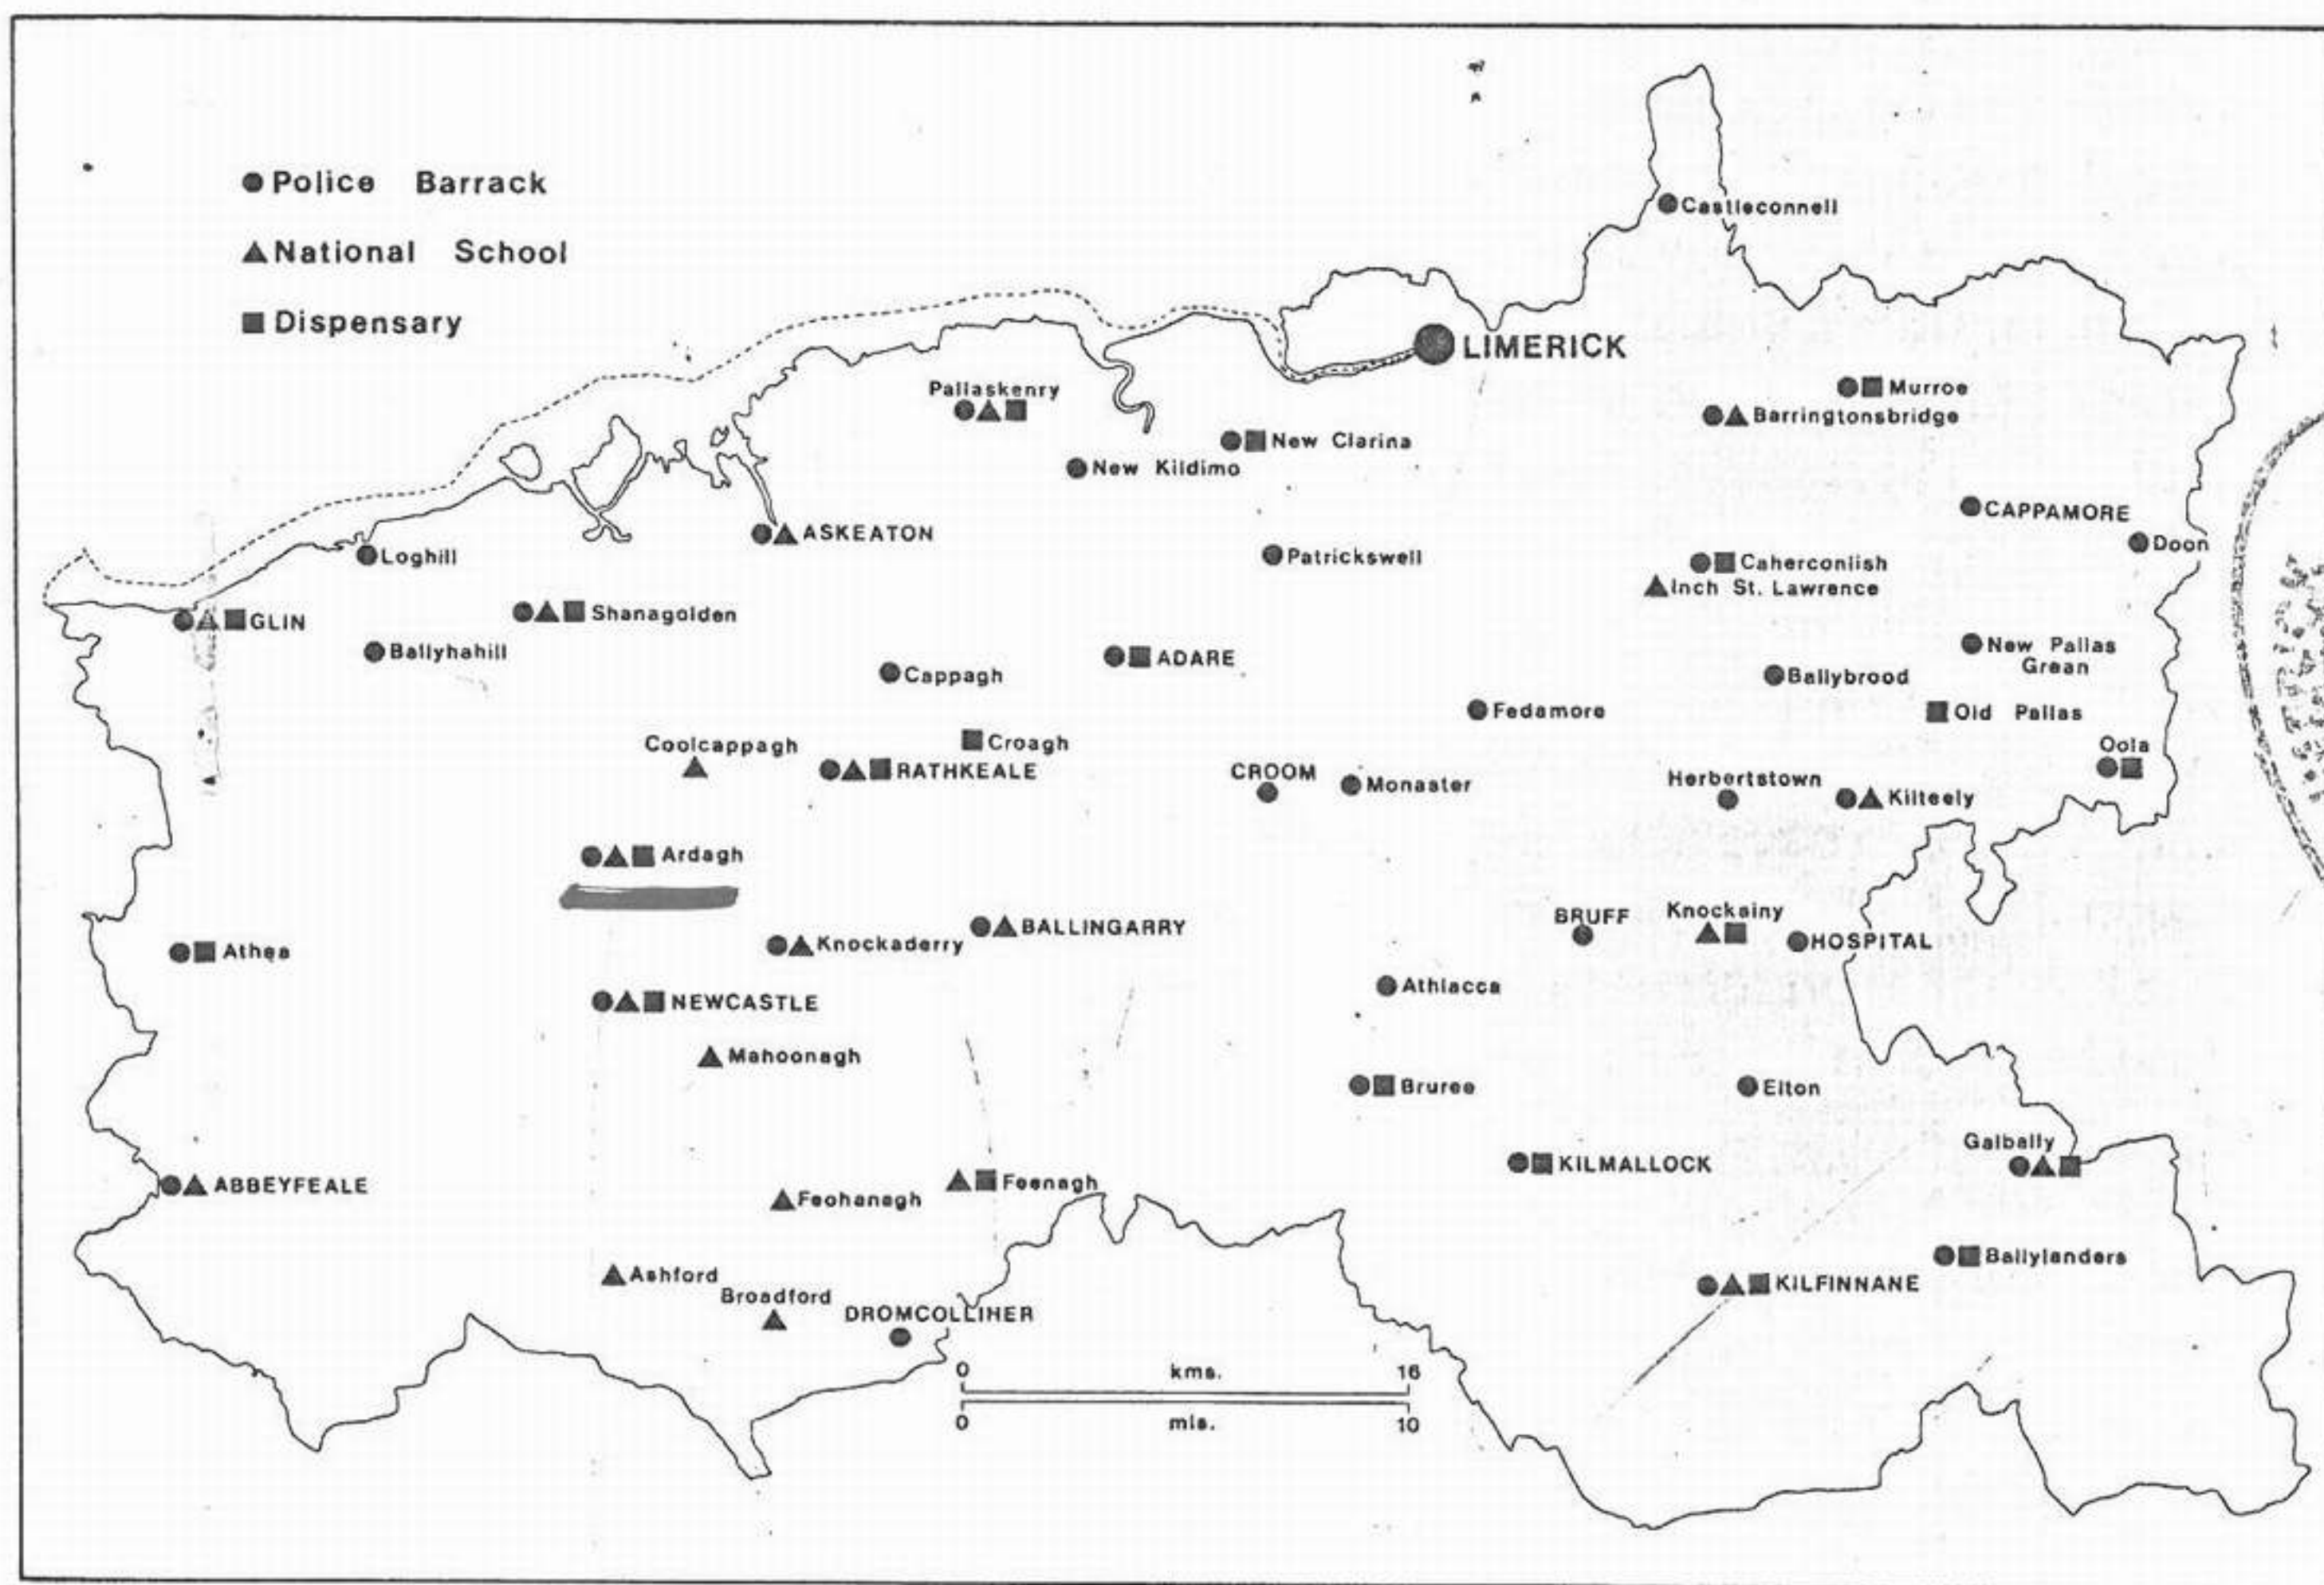 Police Barrack
National School
Dispensary
Castleconnell
LIMERICK
Pallaskenry
Murroe
Barringtonsbridge
New Clarina
New Kildimo
CAPPAMORE
ASKEATON
Doon
Loghill
Patrickswell
Caherconlish
Inch St. Lawrence
Shanagolden
GLIN
Ballyhahill
New Pallas
Grean
ADARE
Cappagh
Ballybrood
Fedamore
Old Pallas
Coolcappagh
Croagh
Oola
RATHKEALE
CROOM
Monaster
Herbertstown
Kilteely
Ardagh
BRUFF
Knockainy
BALLINGARRY
HOSPITAL
Knockaderry
Athea
Athlacca
NEWCASTLE
Mahoonagh
Bruree
Elton
Galbally
KILMALLOCK
ABBEYFEALE
Feenagh
Feohanagh
Ballylanders
Ashford
KILFINNANE
Broadford
DROMCOLLIHER
0 kms. 16
0 mls. 10